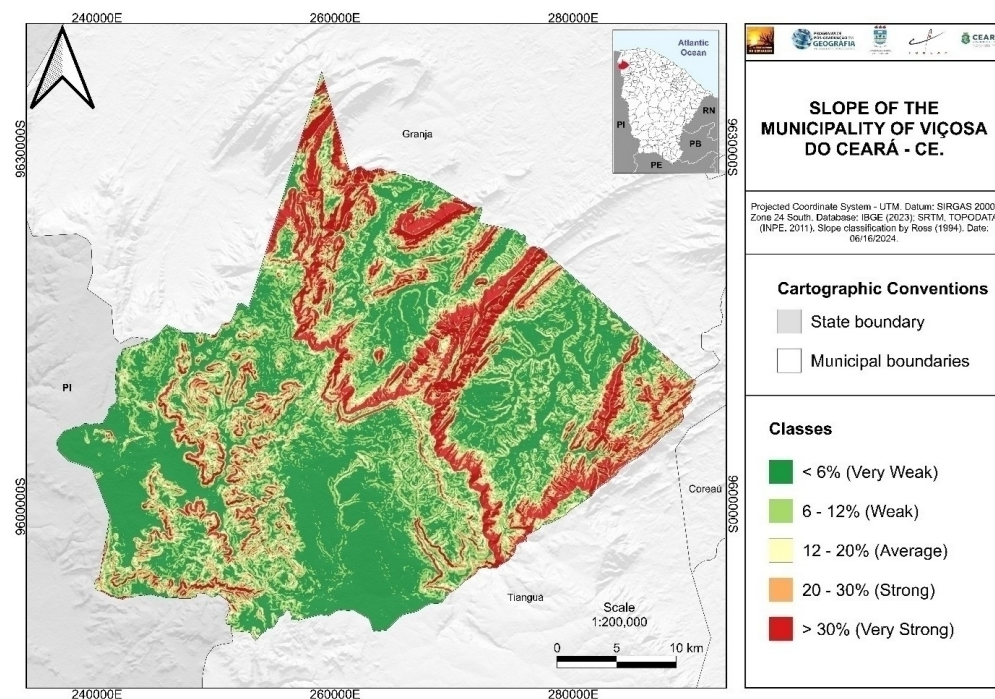 240000E
260000E
280000E
9630000S
9600000S
Granja
PI
Coreaú
Tianguá
Scale
1:200,000
0 5 10 km
Atlantic
Ocean
RN
PI
PB
PE
9630000S
9600000S
240000E
260000E
280000E
GEOGRAFIA
CEAR
SLOPE OF THE
MUNICIPALITY OF VIÇOSA
DO CEARÁ - CE.
Projected Coordinate System - UTM. Datum: SIRGAS 2000
Zone 24 South. Database: IBGE (2023); SRTM, TOPODATA
(INPE. 2011). Slope classification by Ross (1994). Date:
06/16/2024.
Cartographic Conventions
State boundary
Municipal boundaries
Classes
< 6% (Very Weak)
6 - 12% (Weak)
12 - 20% (Average)
20 - 30% (Strong)
> 30% (Very Strong)